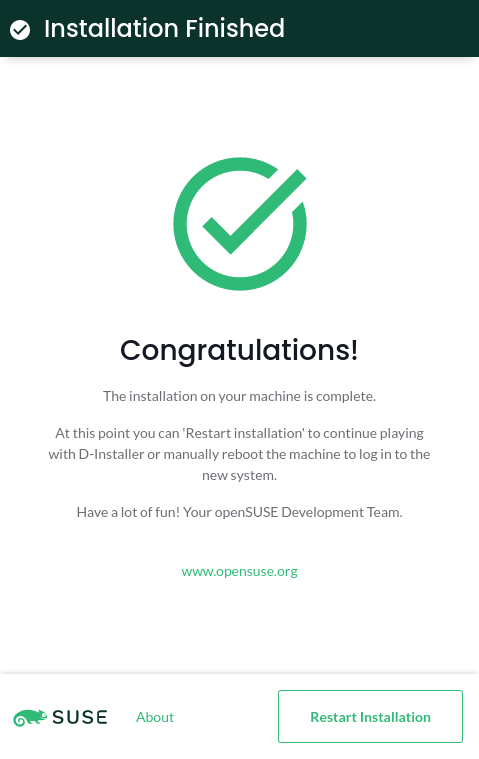 Installation Finished
Congratulations!
The installation on your machine is complete.
At this point you can 'Restart installation' to continue playing
with D-Installer or manually reboot the machine to log in to the
new system.
Have a lot of fun! Your openSUSE Development Team.
www.opensuse.org
SUSE About Restart Installation